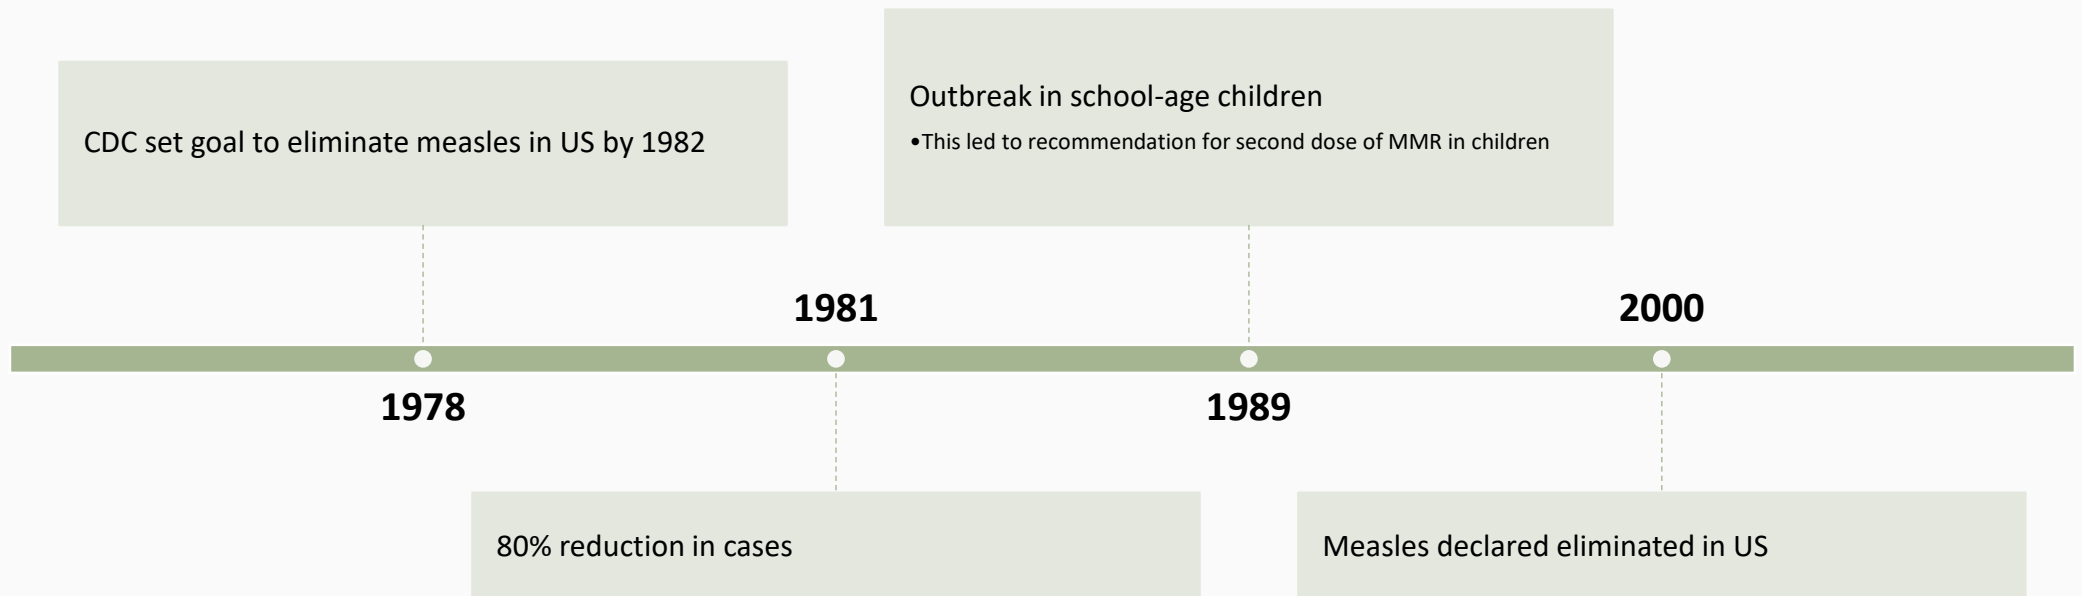 CDC set goal to eliminate measles in US by 1982
Outbreak in school-age children
•This led to recommendation for second dose of MMR in children
1981
2000
1978
1989
80% reduction in cases
Measles declared eliminated in US